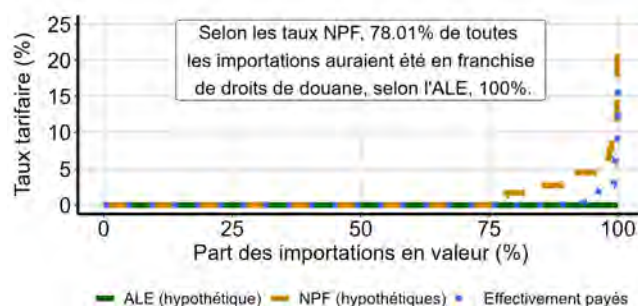 25
20
15
10
5
0
Taux tarifaire (%)
Selon les taux NPF, 78.01% de toutes
les importations auraient été en franchise
de droits de douane, selon l'ALE, 100%.
0 25 50 75 100
Part des importations en valeur (%)
ALE (hypothétique) NPF (hypothétiques) Effectivement payés